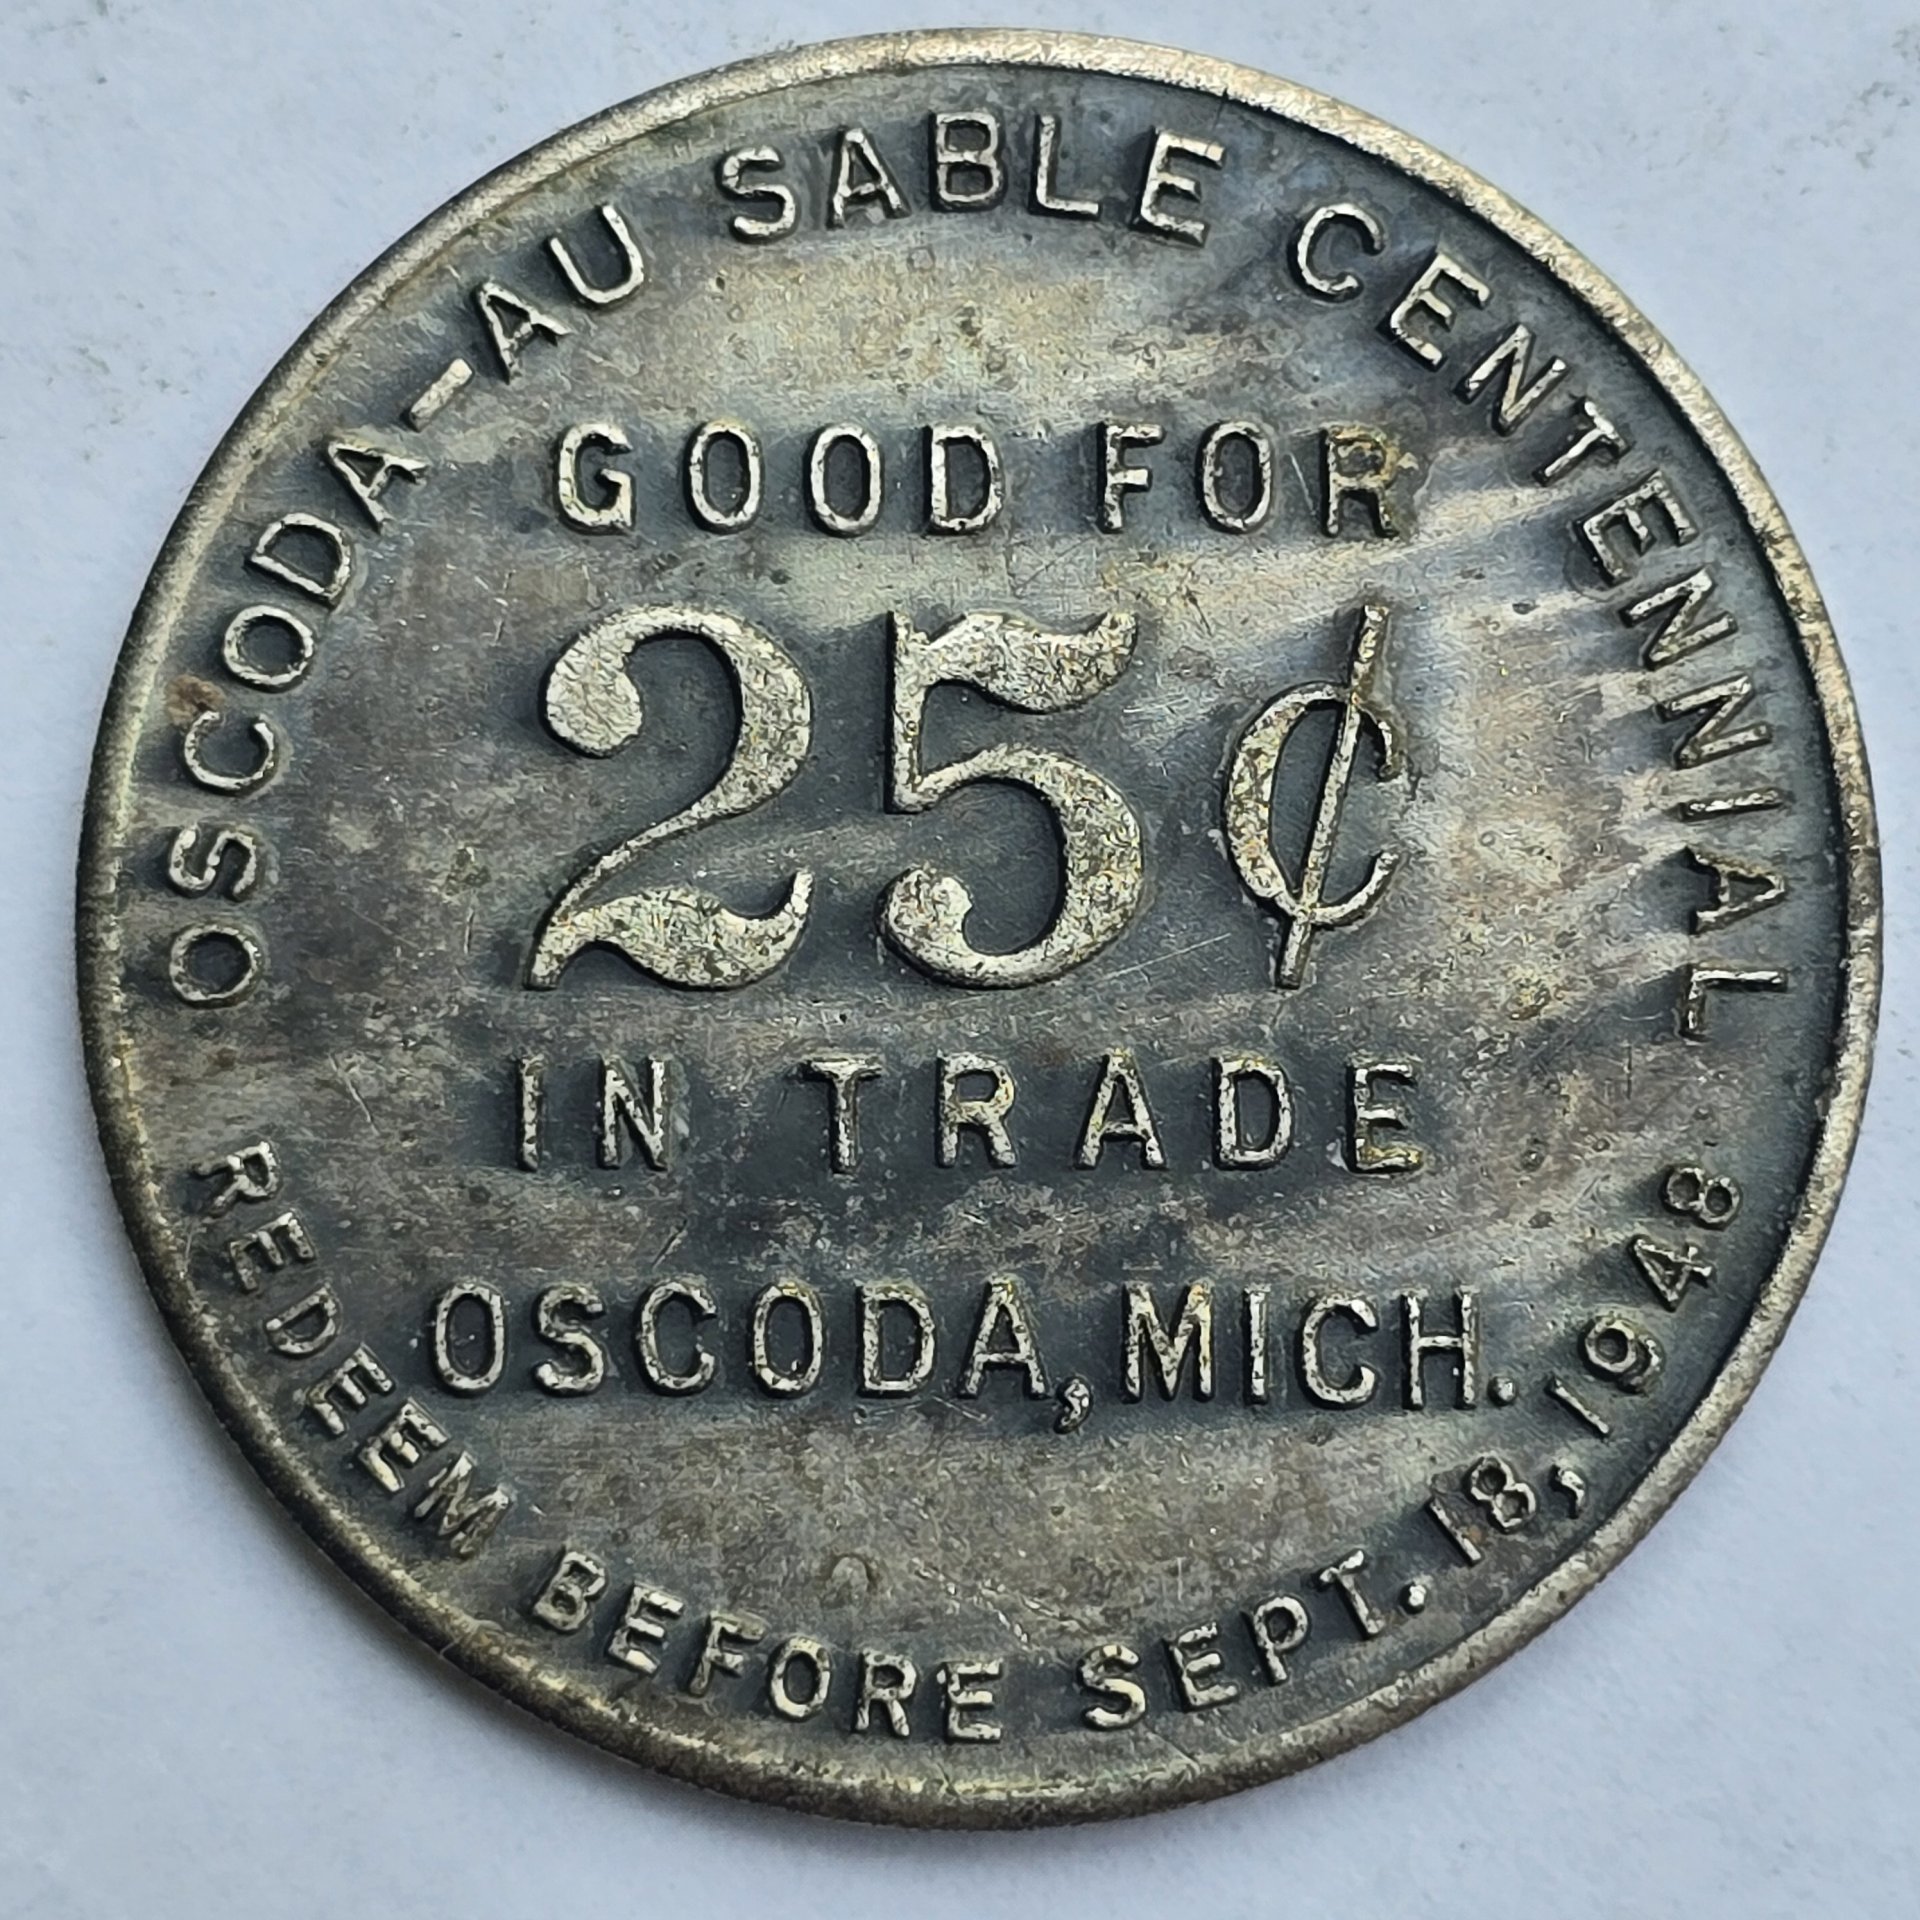 OSCODA-AU SABLE CENTENNIAL
GOOD FOR
25¢
IN TRADE
OSCODA, MICH.
REDEEM BEFORE SEPT. 18, 1948